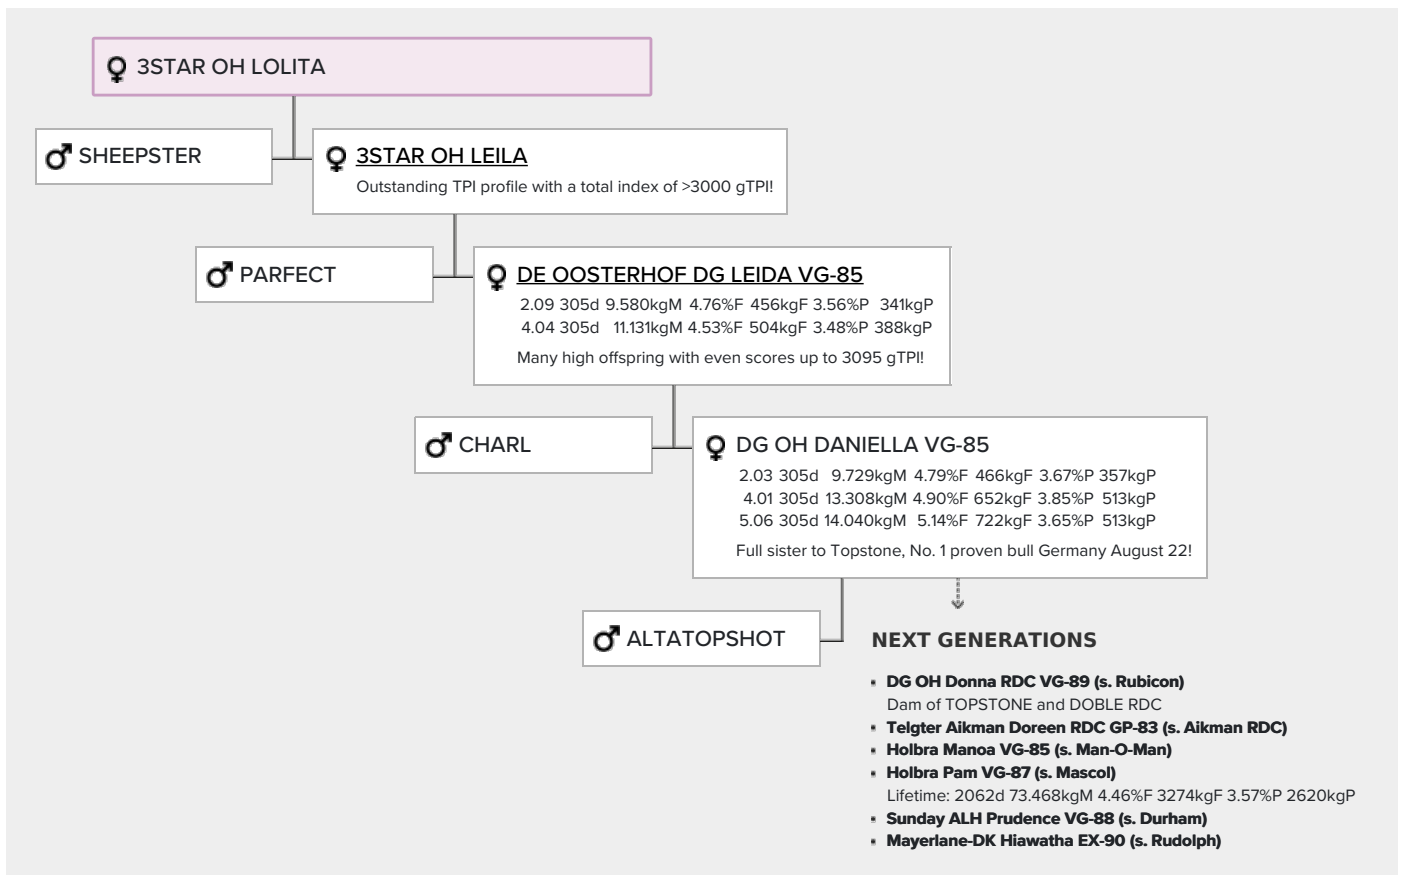 3STAR OH LOLITA
SHEEPSTER
3STAR OH LEILA
Outstanding TPI profile with a total index of >3000 gTPI!
PARFECT
DE OOSTERHOF DG LEIDA VG-85
2.09 305d 9.580kgM 4.76%F 456kgF 3.56%P 341kgP
4.04 305d 11.131kgM 4.53%F 504kgF 3.48%P 388kgP
Many high offspring with even scores up to 3095 gTPI!
CHARL
DG OH DANIELLA VG-85
2.03 305d 9.729kgM 4.79%F 466kgF 3.67%P 357kgP
4.01 305d 13.308kgM 4.90%F 652kgF 3.85%P 513kgP
5.06 305d 14.040kgM 5.14%F 722kgF 3.65%P 513kgP
Full sister to Topstone, No. 1 proven bull Germany August 22!
ALTATOPSHOT
NEXT GENERATIONS
DG OH Donna RDC VG-89 (s. Rubicon)
Dam of TOPSTONE and DOBLE RDC
Telgter Aikman Doreen RDC GP-83 (s. Aikman RDC)
Holbra Manoa VG-85 (s. Man-O-Man)
Holbra Pam VG-87 (s. Mascol)
Lifetime: 2062d 73.468kgM 4.46%F 3274kgF 3.57%P 2620kgP
Sunday ALH Prudence VG-88 (s. Durham)
Mayerlane-DK Hiawatha EX-90 (s. Rudolph)